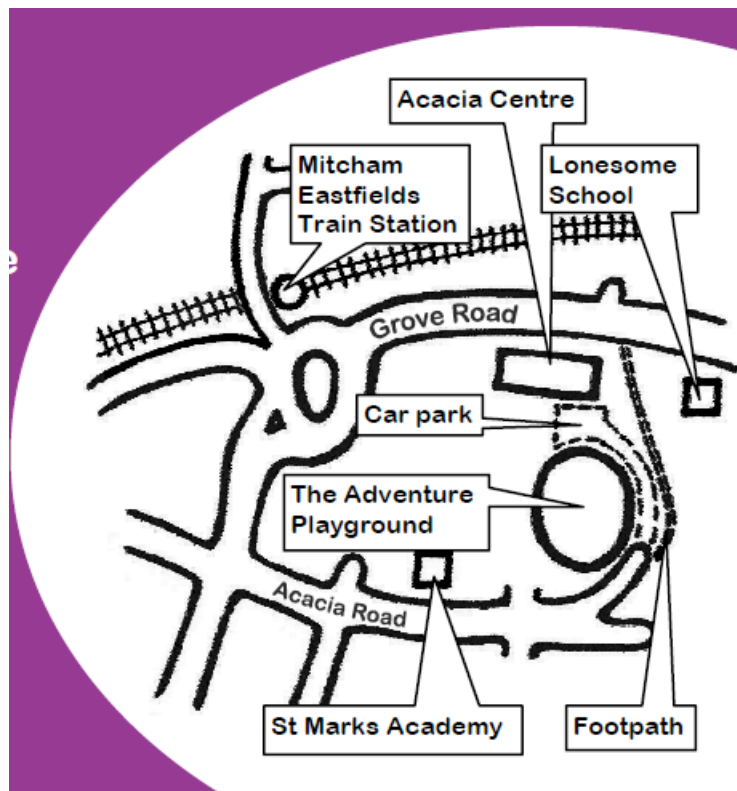 Acacia Centre
Mitcham
Eastfields
Train Station
Lonesome
School
e
Grove Road
Car park
The Adventure
Playground
Acacia Road
St Marks Academy
Footpath